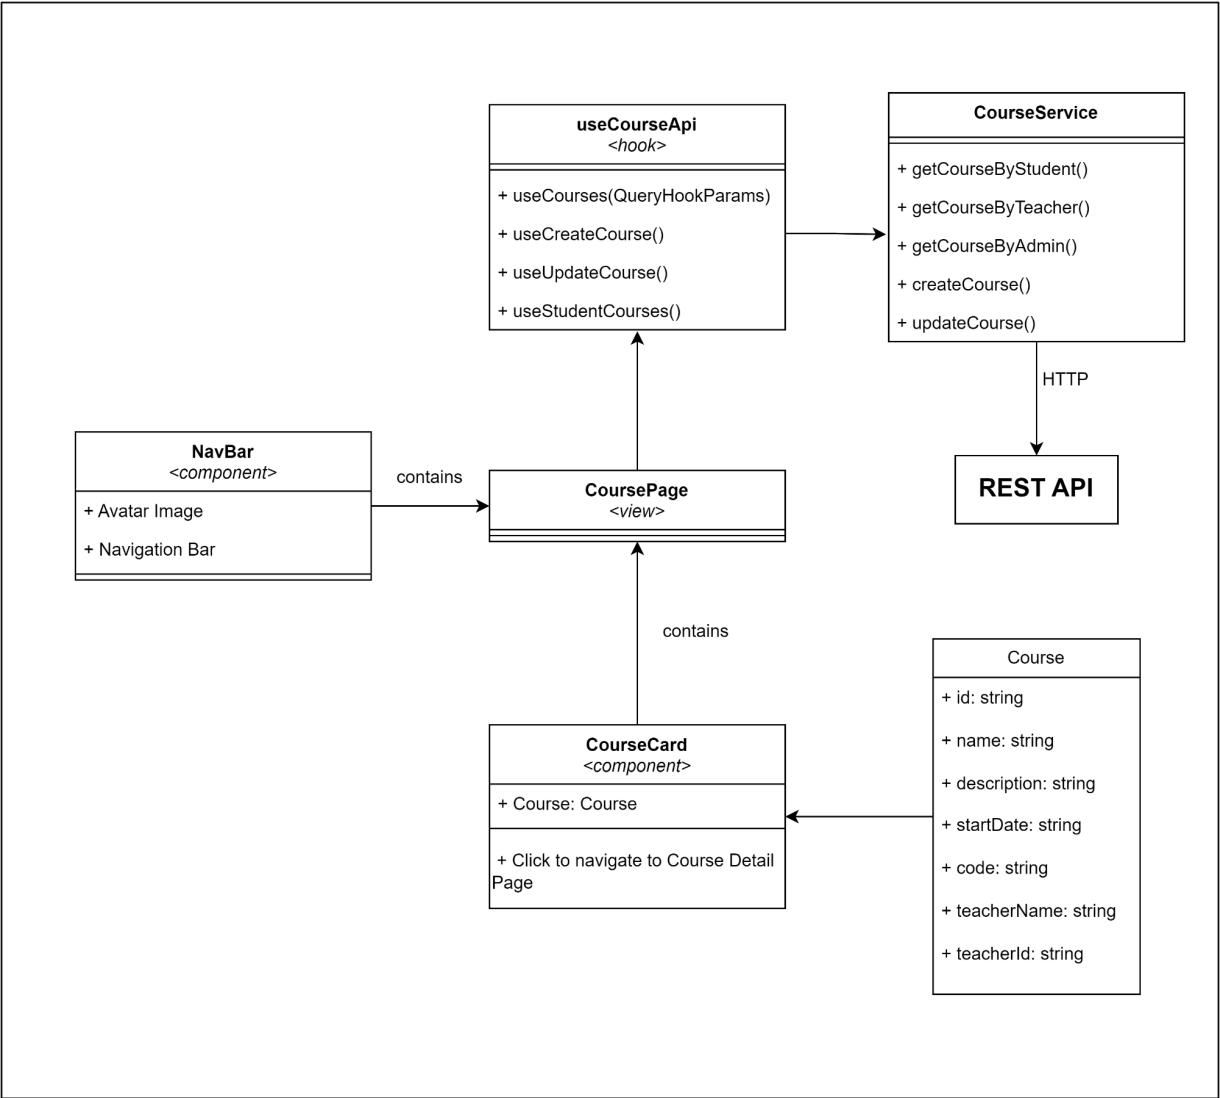 useCourseApi
<hook>
+ useCourses(QueryHookParams)
+ useCreateCourse()
+ useUpdateCourse()
+ useStudentCourses()
CourseService
+ getCourseByStudent()
+ getCourseByTeacher()
+ getCourseByAdmin()
+ createCourse()
+ updateCourse()
HTTP
REST API
NavBar
<component>
+ Avatar Image
+ Navigation Bar
contains
CoursePage
<view>
contains
CourseCard
<component>
+ Course: Course
+ Click to navigate to Course Detail
Page
Course
+ id: string
+ name: string
+ description: string
+ startDate: string
+ code: string
+ teacherName: string
+ teacherId: string